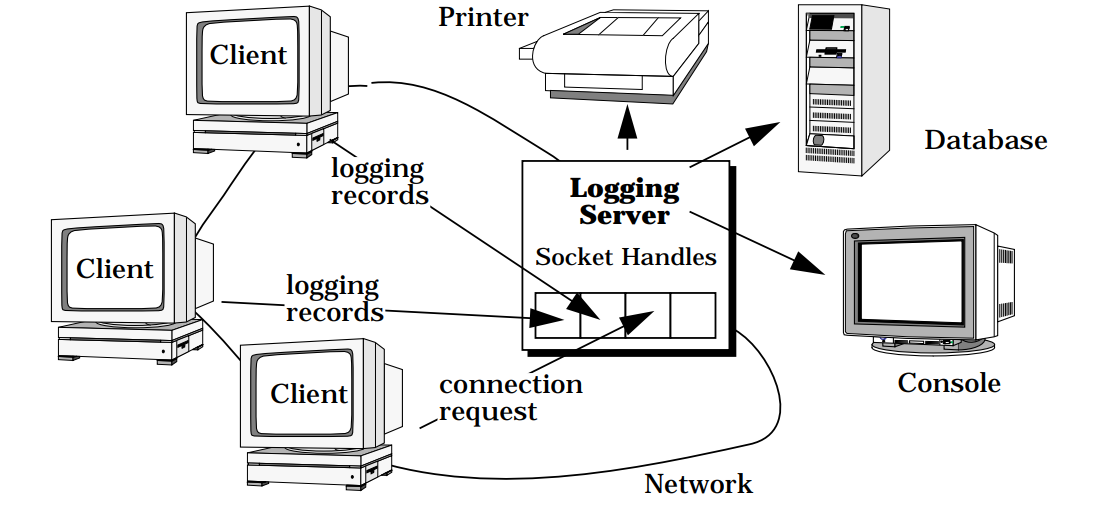 Printer
Client
Database
logging
records
Logging
Server
Socket Handles
Client
logging
records
connection
request
Client
Console
Network